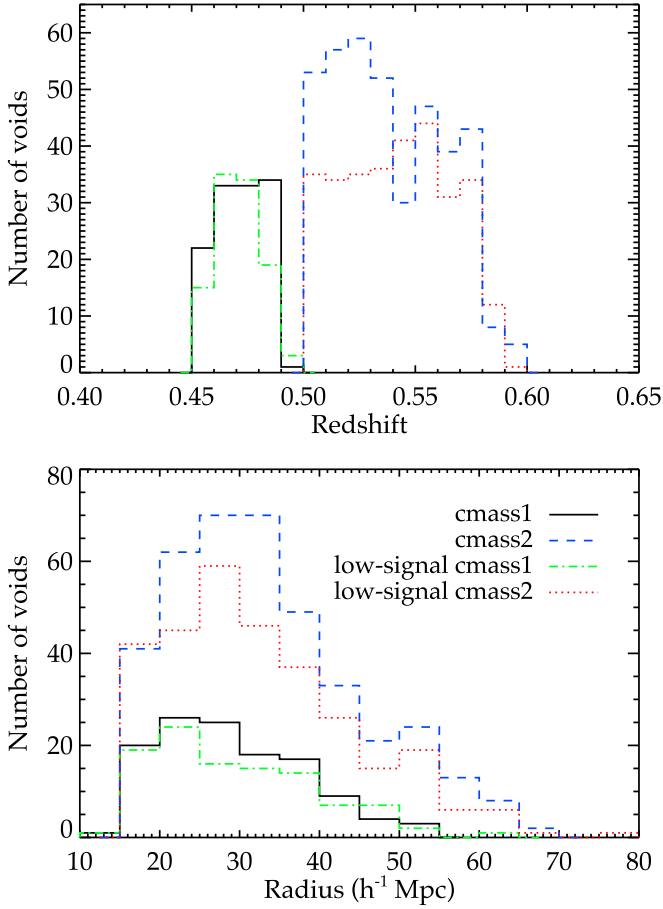 60
50
40
30
20
10
0
Number of voids
0.40 0.45 0.50 0.55 0.60 0.65
Redshift
80
60
40
20
0
Number of voids
cmass1
cmass2
low-signal cmass1
low-signal cmass2
10 20 30 40 50 60 70 80
Radius (h⁻¹ Mpc)